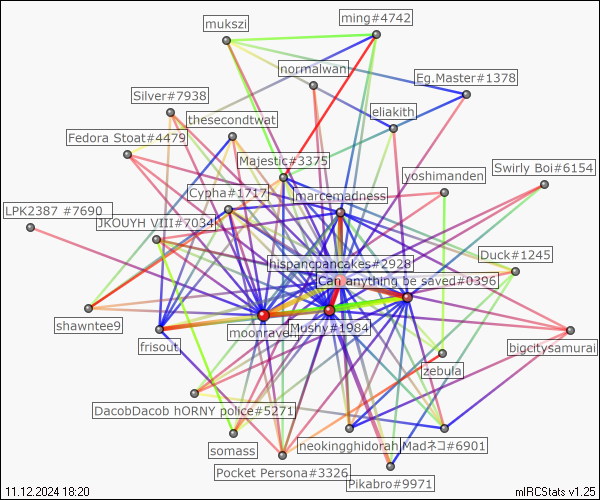 ming#4742
mukszi
normalwan
Eg.Master#1378
Silver#7938
eliakith
thesecondtwat
Fedora Stoat#4479
Majestic#3375
Swirly Boi#6154
yoshimanden
Cypha#1717
marcemadness
LPK2387 #7690
JKOUYH VIII#7034
Duck#1245
hispancpancakes#2928
Can anything be saved#0396
shawntee9
moonravel
Mushy#1984
frisout
bigcitysamurai
zebula
DacobDacob hORNY police#5271
somass
neokingghidorah
Madネコ#6901
Pocket Persona#3326
Pikabro#9971
11.12.2024 18:20
mIRCStats v1.25